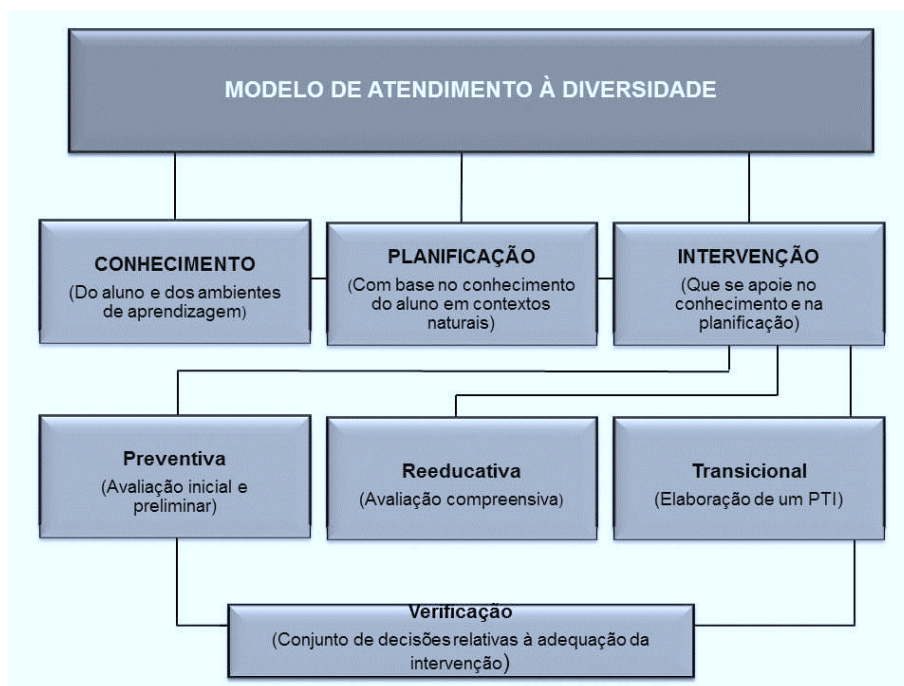 MODELO DE ATENDIMENTO À DIVERSIDADE
CONHECIMENTO
(Do aluno e dos ambientes
de aprendizagem)
PLANIFICAÇÃO
(Com base no conhecimento
do aluno em contextos
naturais)
INTERVENÇÃO
(Que se apoie no
conhecimento e na
planificação)
Preventiva
(Avaliação inicial e
preliminar)
Reeducativa
(Avaliação compreensiva)
Transicional
(Elaboração de um PTI)
Verificação
(Conjunto de decisões relativas à adequação da
intervenção)